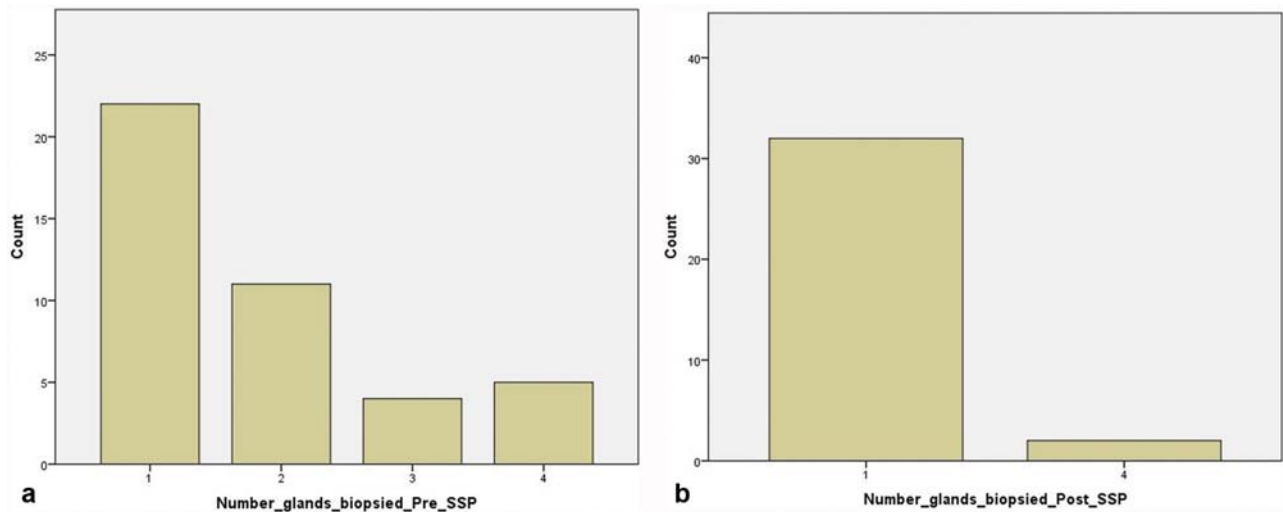 25
20
15
10
5
0
Count
1 2 3 4
Number_glands_biopsied_Pre_SSP
a
40
30
20
10
0
Count
1 4
Number_glands_biopsied_Post_SSP
b